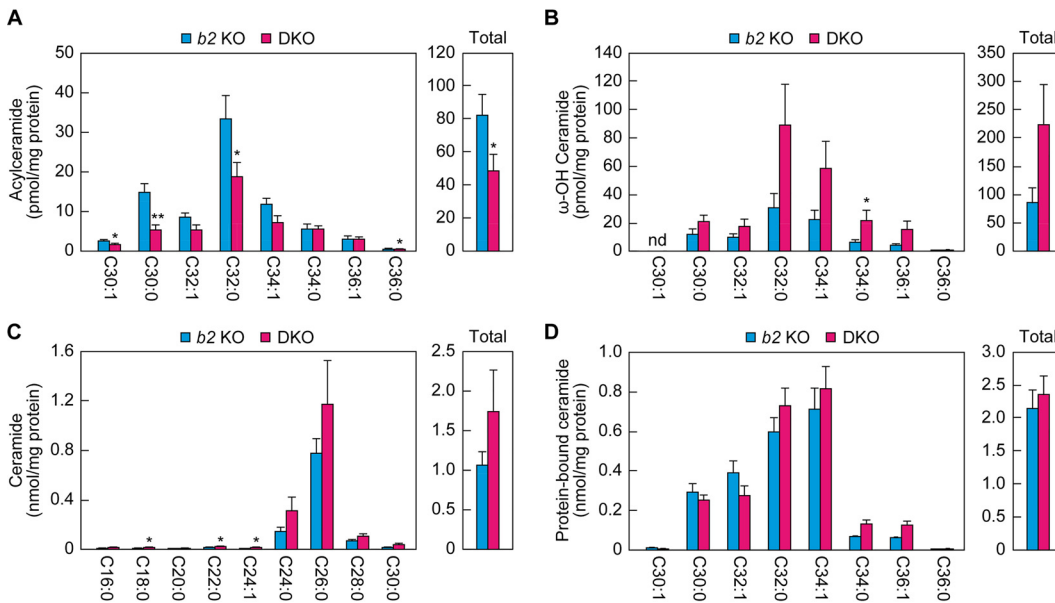 A
b2 KO DKO
Total
Acylceramide
(pmol/mg protein)
50
40
30
20
10
0
120
100
80
60
40
20
0
*
**
*
*
*
C30:1
C30:0
C32:1
C32:0
C34:1
C34:0
C36:1
C36:0
B
b2 KO DKO
Total
ω-OH Ceramide
(pmol/mg protein)
140
120
100
80
60
40
20
0
350
300
250
200
150
100
50
0
nd
*
C30:1
C30:0
C32:1
C32:0
C34:1
C34:0
C36:1
C36:0
C
b2 KO DKO
Total
Ceramide
(nmol/mg protein)
1.6
1.2
0.8
0.4
0
2.5
2.0
1.5
1.0
0.5
0
*
*
*
C16:0
C18:0
C20:0
C22:0
C24:1
C24:0
C26:0
C28:0
C30:0
D
b2 KO DKO
Total
Protein-bound ceramide
(nmol/mg protein)
1.0
0.8
0.6
0.4
0.2
0
3.0
2.5
2.0
1.5
1.0
0.5
0
C30:1
C30:0
C32:1
C32:0
C34:1
C34:0
C36:1
C36:0